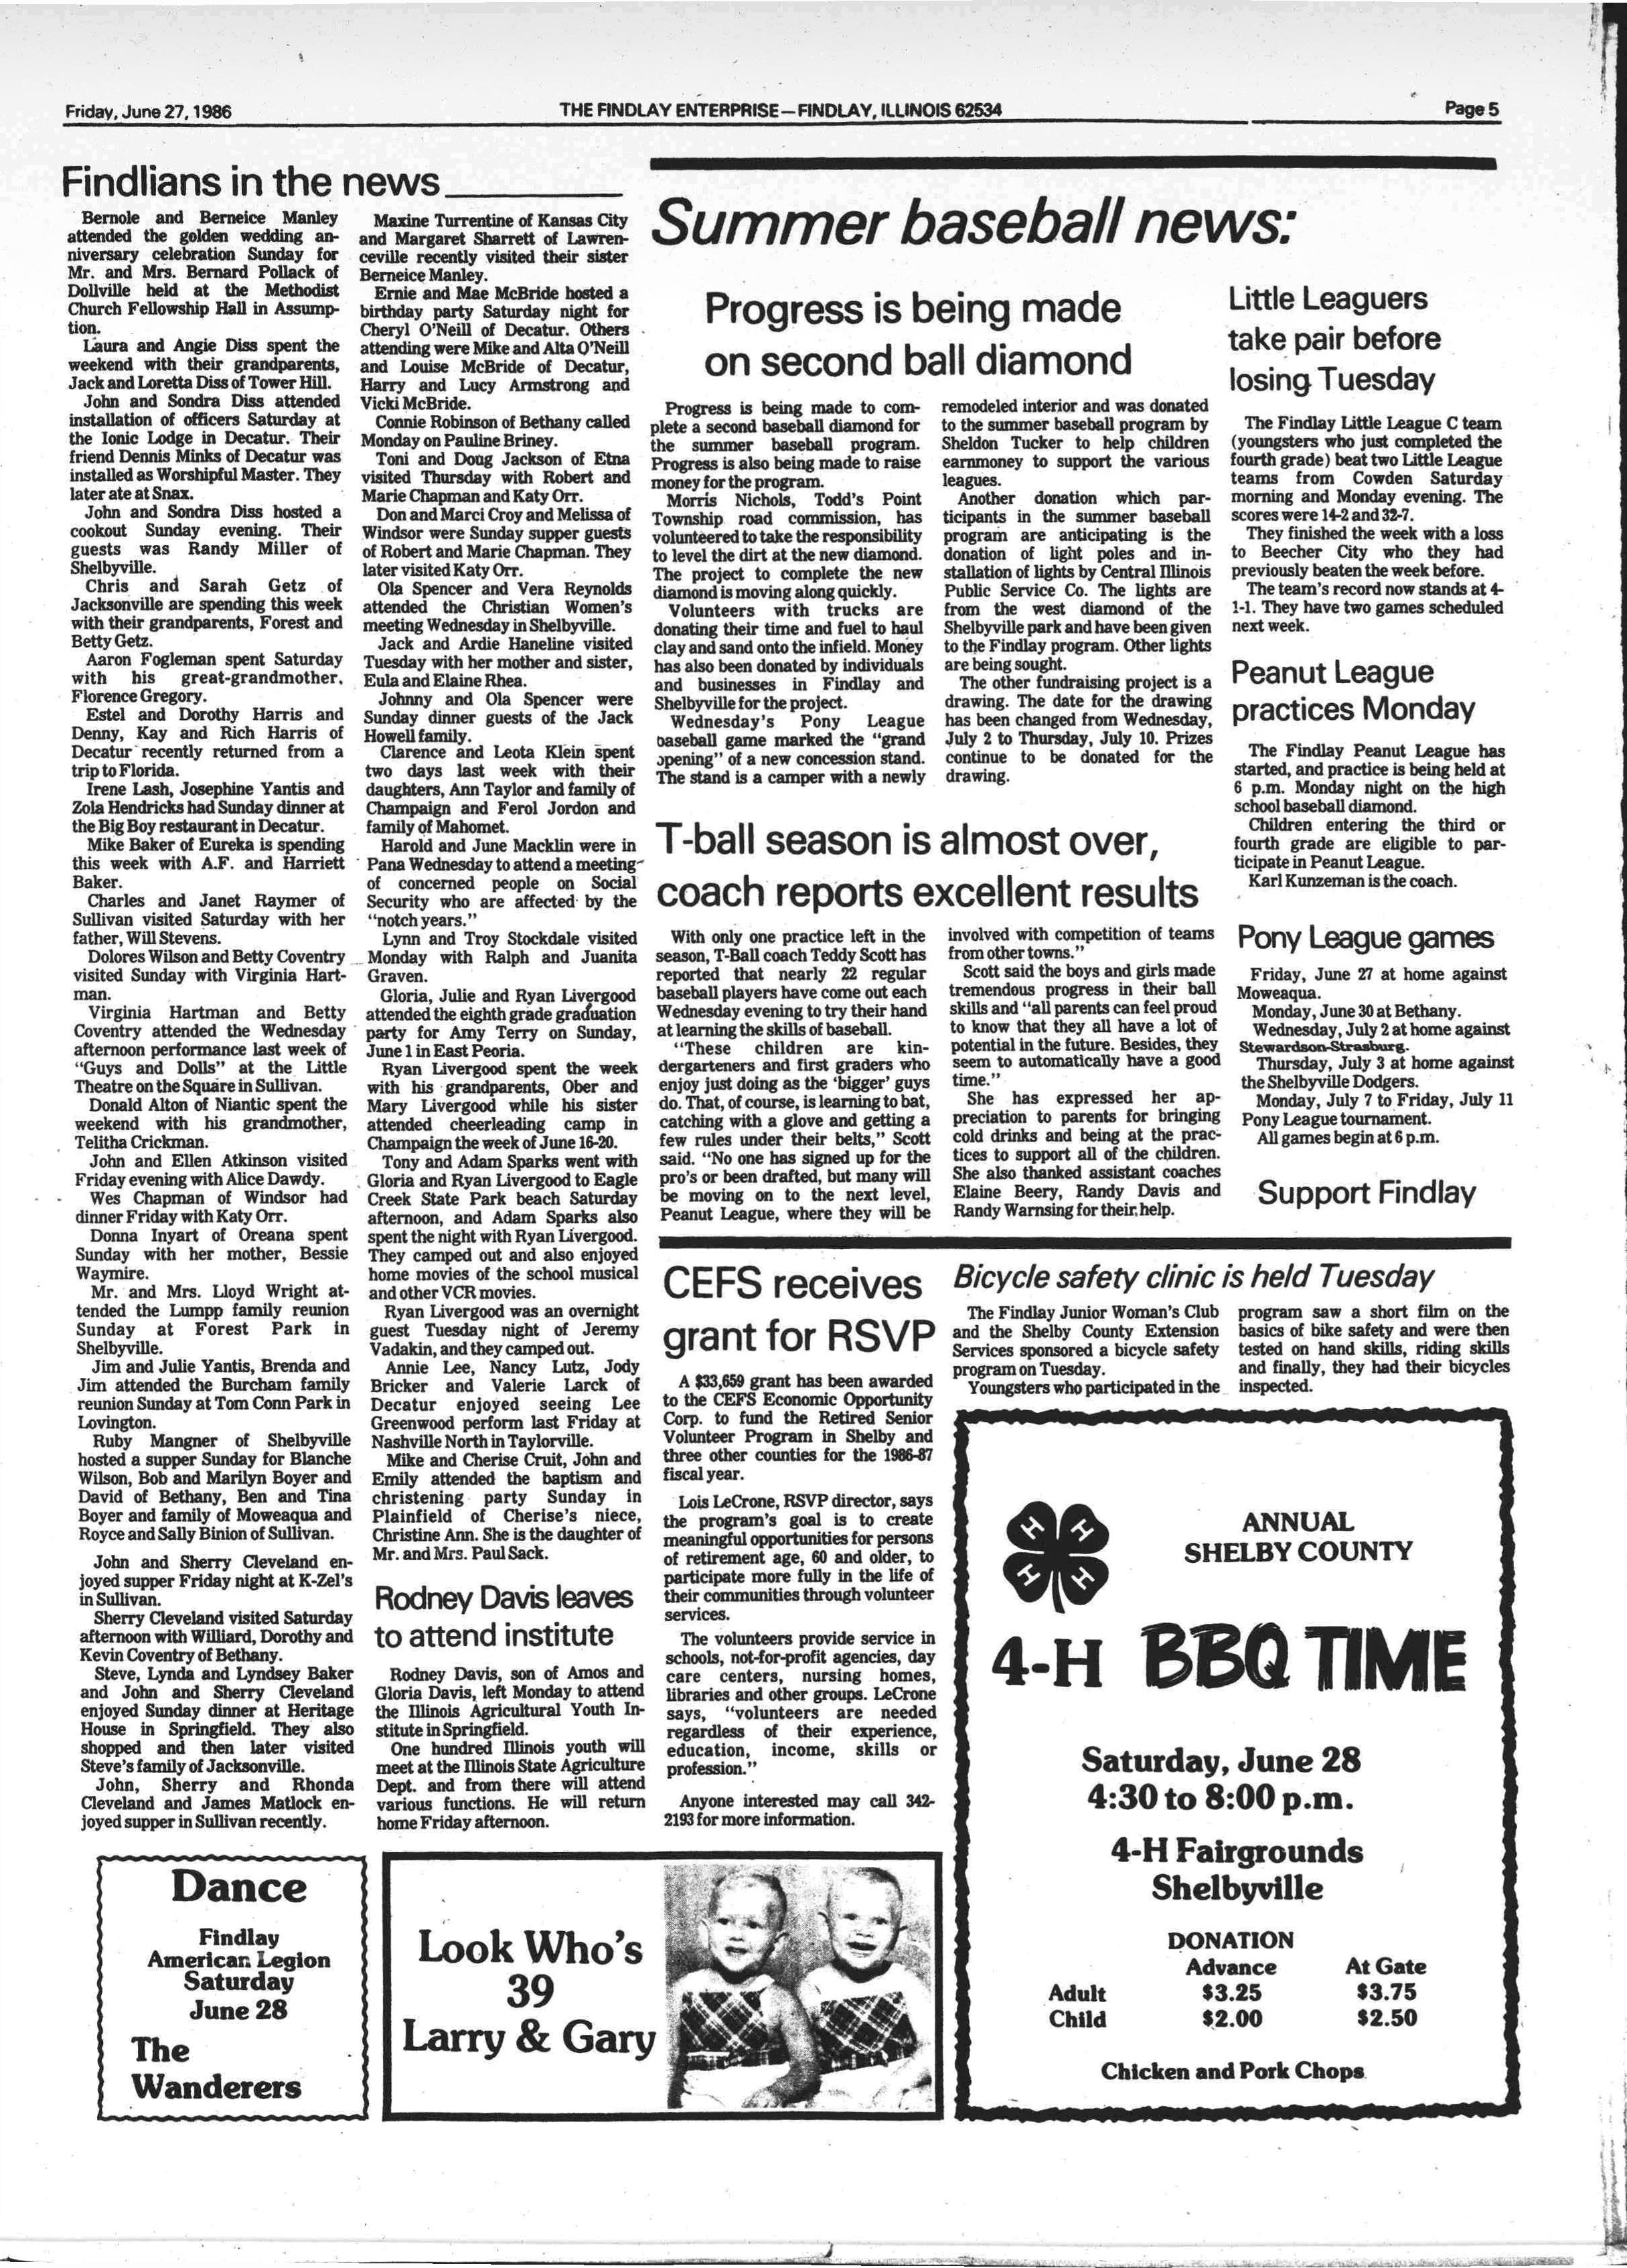 Friday, June 27, 1986
THE FINDLAY ENTERPRISE—FINDLAY, ILLINOIS 62534
Page 5
Findlians in the news
Bernole and Berneice Manley
attended the golden wedding an-
niversary celebration Sunday for
Mr. and Mrs. Bernard Pollack of
Dollville held at the Methodist
Church Fellowship Hall in Assump-
tion.
Laura and Angie Diss spent the
weekend with their grandparents,
Jack and Loretta Diss of Tower Hill.
John and Sondra Diss attended
installation of officers Saturday at
the Ionic Lodge in Decatur. Their
friend Dennis Minks of Decatur was
installed as Worshipful Master. They
later ate at Snax.
John and Sondra Diss hosted a
cookout Sunday evening. Their
guests was Randy Miller of
Shelbyville.
Chris and Sarah Getz of
Jacksonville are spending this week
with their grandparents, Forest and
Betty Getz.
Aaron Fogleman spent Saturday
with his great-grandmother,
Florence Gregory.
Estel and Dorothy Harris and
Denny, Kay and Rich Harris of
Decatur recently returned from a
trip to Florida.
Irene Lash, Josephine Yantis and
Zola Hendricks had Sunday dinner at
the Big Boy restaurant in Decatur.
Mike Baker of Eureka is spending
this week with A.F. and Harriett
Baker.
Charles and Janet Raymer of
Sullivan visited Saturday with her
father, Will Stevens.
Dolores Wilson and Betty Coventry
visited Sunday with Virginia Hart-
man.
Virginia Hartman and Betty
Coventry attended the Wednesday
afternoon performance last week of
"Guys and Dolls" at the Little
Theatre on the Square in Sullivan.
Donald Alton of Niantic spent the
weekend with his grandmother,
Telitha Crickman.
John and Ellen Atkinson visited
Friday evening with Alice Dawdy.
Wes Chapman of Windsor had
dinner Friday with Katy Orr.
Donna Inyart of Oreana spent
Sunday with her mother, Bessie
Waymire.
Mr. and Mrs. Lloyd Wright at-
tended the Lumpp family reunion
Sunday at Forest Park in
Shelbyville.
Jim and Julie Yantis, Brenda and
Jim attended the Burcham family
reunion Sunday at Tom Conn Park in
Lovington.
Ruby Mangner of Shelbyville
hosted a supper Sunday for Blanche
Wilson, Bob and Marilyn Boyer and
David of Bethany, Ben and Tina
Boyer and family of Moweaqua and
Royce and Sally Binion of Sullivan.
John and Sherry Cleveland en-
joyed supper Friday night at K-Zel's
in Sullivan.
Sherry Cleveland visited Saturday
afternoon with Williard, Dorothy and
Kevin Coventry of Bethany.
Steve, Lynda and Lyndsey Baker
and John and Sherry Cleveland
enjoyed Sunday dinner at Heritage
House in Springfield. They also
shopped and then later visited
Steve's family of Jacksonville.
John, Sherry and Rhonda
Cleveland and James Matlock en-
joyed supper in Sullivan recently.
Maxine Turrentine of Kansas City
and Margaret Sharrett of Lawren-
ceville recently visited their sister
Berneice Manley.
Ernie and Mae McBride hosted a
birthday party Saturday night for
Cheryl O'Neill of Decatur. Others
attending were Mike and Alta O'Neill
and Louise McBride of Decatur,
Harry and Lucy Armstrong and
Vicki McBride.
Connie Robinson of Bethany called
Monday on Pauline Briney.
Toni and Doug Jackson of Etna
visited Thursday with Robert and
Marie Chapman and Katy Orr.
Don and Marci Croy and Melissa of
Windsor were Sunday supper guests
of Robert and Marie Chapman. They
later visited Katy Orr.
Ola Spencer and Vera Reynolds
attended the Christian Women's
meeting Wednesday in Shelbyville.
Jack and Ardie Haneline visited
Tuesday with her mother and sister,
Eula and Elaine Rhea.
Johnny and Ola Spencer were
Sunday dinner guests of the Jack
Howell family.
Clarence and Leota Klein spent
two days last week with their
daughters, Ann Taylor and family of
Champaign and Ferol Jordon and
family of Mahomet.
Harold and June Macklin were in
Pana Wednesday to attend a meeting
of concerned people on Social
Security who are affected by the
"notch years."
Lynn and Troy Stockdale visited
Monday with Ralph and Juanita
Graven.
Gloria, Julie and Ryan Livergood
attended the eighth grade graduation
party for Amy Terry on Sunday,
June 1 in East Peoria.
Ryan Livergood spent the week
with his grandparents, Ober and
Mary Livergood while his sister
attended cheerleading camp in
Champaign the week of June 16-20.
Tony and Adam Sparks went with
Gloria and Ryan Livergood to Eagle
Creek State Park beach Saturday
afternoon, and Adam Sparks also
spent the night with Ryan Livergood.
They camped out and also enjoyed
home movies of the school musical
and other VCR movies.
Ryan Livergood was an overnight
guest Tuesday night of Jeremy
Vadakin, and they camped out.
Annie Lee, Nancy Lutz, Jody
Bricker and Valerie Larck of
Decatur enjoyed seeing Lee
Greenwood perform last Friday at
Nashville North in Taylorville.
Mike and Cherise Cruit, John and
Emily attended the baptism and
christening party Sunday in
Plainfield of Cherise's niece,
Christine Ann. She is the daughter of
Mr. and Mrs. Paul Sack.
Rodney Davis leaves
to attend institute
Rodney Davis, son of Amos and
Gloria Davis, left Monday to attend
the Illinois Agricultural Youth In-
stitute in Springfield.
One hundred Illinois youth will
meet at the Illinois State Agriculture
Dept. and from there will attend
various functions. He will return
home Friday afternoon.
Summer baseball news:
Progress is being made
on second ball diamond
Progress is being made to com-
plete a second baseball diamond for
the summer baseball program.
Progress is also being made to raise
money for the program.
Morris Nichols, Todd's Point
Township road commission, has
volunteered to take the responsibility
to level the dirt at the new diamond.
The project to complete the new
diamond is moving along quickly.
Volunteers with trucks are
donating their time and fuel to haul
clay and sand onto the infield. Money
has also been donated by individuals
and businesses in Findlay and
Shelbyville for the project.
Wednesday's Pony League
baseball game marked the "grand
opening" of a new concession stand.
The stand is a camper with a newly
remodeled interior and was donated
to the summer baseball program by
Sheldon Tucker to help children
earnmoney to support the various
leagues.
Another donation which par-
ticipants in the summer baseball
program are anticipating is the
donation of light poles and in-
stallation of lights by Central Illinois
Public Service Co. The lights are
from the west diamond of the
Shelbyville park and have been given
to the Findlay program. Other lights
are being sought.
The other fundraising project is a
drawing. The date for the drawing
has been changed from Wednesday,
July 2 to Thursday, July 10. Prizes
continue to be donated for the
drawing.
Little Leaguers
take pair before
losing Tuesday
The Findlay Little League C team
(youngsters who just completed the
fourth grade) beat two Little League
teams from Cowden Saturday
morning and Monday evening. The
scores were 14-2 and 32-7.
They finished the week with a loss
to Beecher City who they had
previously beaten the week before.
The team's record now stands at 4-
1-1. They have two games scheduled
next week.
Peanut League
practices Monday
The Findlay Peanut League has
started, and practice is being held at
6 p.m. Monday night on the high
school baseball diamond.
Children entering the third or
fourth grade are eligible to par-
ticipate in Peanut League.
Karl Kunzeman is the coach.
T-ball season is almost over,
coach reports excellent results
With only one practice left in the
season, T-Ball coach Teddy Scott has
reported that nearly 22 regular
baseball players have come out each
Wednesday evening to try their hand
at learning the skills of baseball.
"These children are kin-
dergarteners and first graders who
enjoy just doing as the 'bigger' guys
do. That, of course, is learning to bat,
catching with a glove and getting a
few rules under their belts," Scott
said. "No one has signed up for the
pro's or been drafted, but many will
be moving on to the next level,
Peanut League, where they will be
involved with competition of teams
from other towns."
Scott said the boys and girls made
tremendous progress in their ball
skills and "all parents can feel proud
to know that they all have a lot of
potential in the future. Besides, they
seem to automatically have a good
time."
She has expressed her ap-
preciation to parents for bringing
cold drinks and being at the prac-
tices to support all of the children.
She also thanked assistant coaches
Elaine Beery, Randy Davis and
Randy Warnsing for their help.
Pony League games
Friday, June 27 at home against
Moweaqua.
Monday, June 30 at Bethany.
Wednesday, July 2 at home against
Stewardson-Strasburg.
Thursday, July 3 at home against
the Shelbyville Dodgers.
Monday, July 7 to Friday, July 11
Pony League tournament.
All games begin at 6 p.m.
Support Findlay
CEFS receives
grant for RSVP
A $33,659 grant has been awarded
to the CEFS Economic Opportunity
Corp. to fund the Retired Senior
Volunteer Program in Shelby and
three other counties for the 1986-87
fiscal year.
Lois LeCrone, RSVP director, says
the program's goal is to create
meaningful opportunities for persons
of retirement age, 60 and older, to
participate more fully in the life of
their communities through volunteer
services.
The volunteers provide service in
schools, not-for-profit agencies, day
care centers, nursing homes,
libraries and other groups. LeCrone
says, "volunteers are needed
regardless of their experience,
education, income, skills or
profession."
Anyone interested may call 342-
2193 for more information.
Bicycle safety clinic is held Tuesday
The Findlay Junior Woman's Club
and the Shelby County Extension
Services sponsored a bicycle safety
program on Tuesday.
Youngsters who participated in the
program saw a short film on the
basics of bike safety and were then
tested on hand skills, riding skills
and finally, they had their bicycles
inspected.
H H
H H
ANNUAL
SHELBY COUNTY
4-H BBQ TIME
Saturday, June 28
4:30 to 8:00 p.m.
4-H Fairgrounds
Shelbyville
DONATION
Advance At Gate
Adult $3.25 $3.75
Child $2.00 $2.50
Chicken and Pork Chops
Dance
Findlay
American Legion
Saturday
June 28
The
Wanderers
Look Who's
39
Larry & Gary